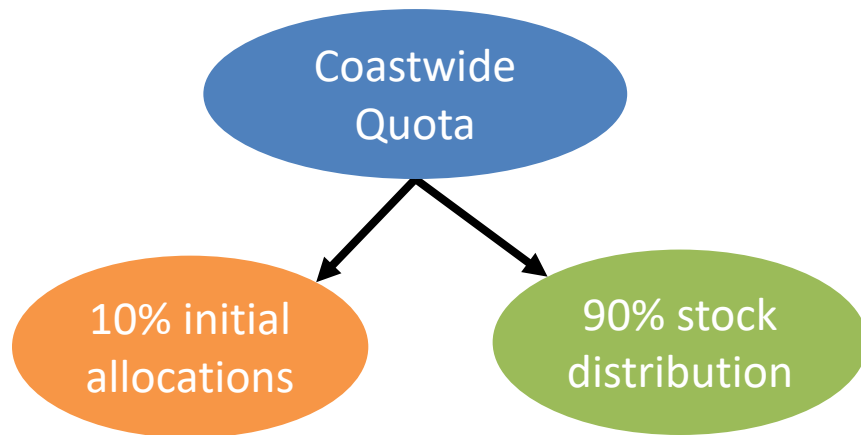 Coastwide
Quota
10% initial
allocations
90% stock
distribution